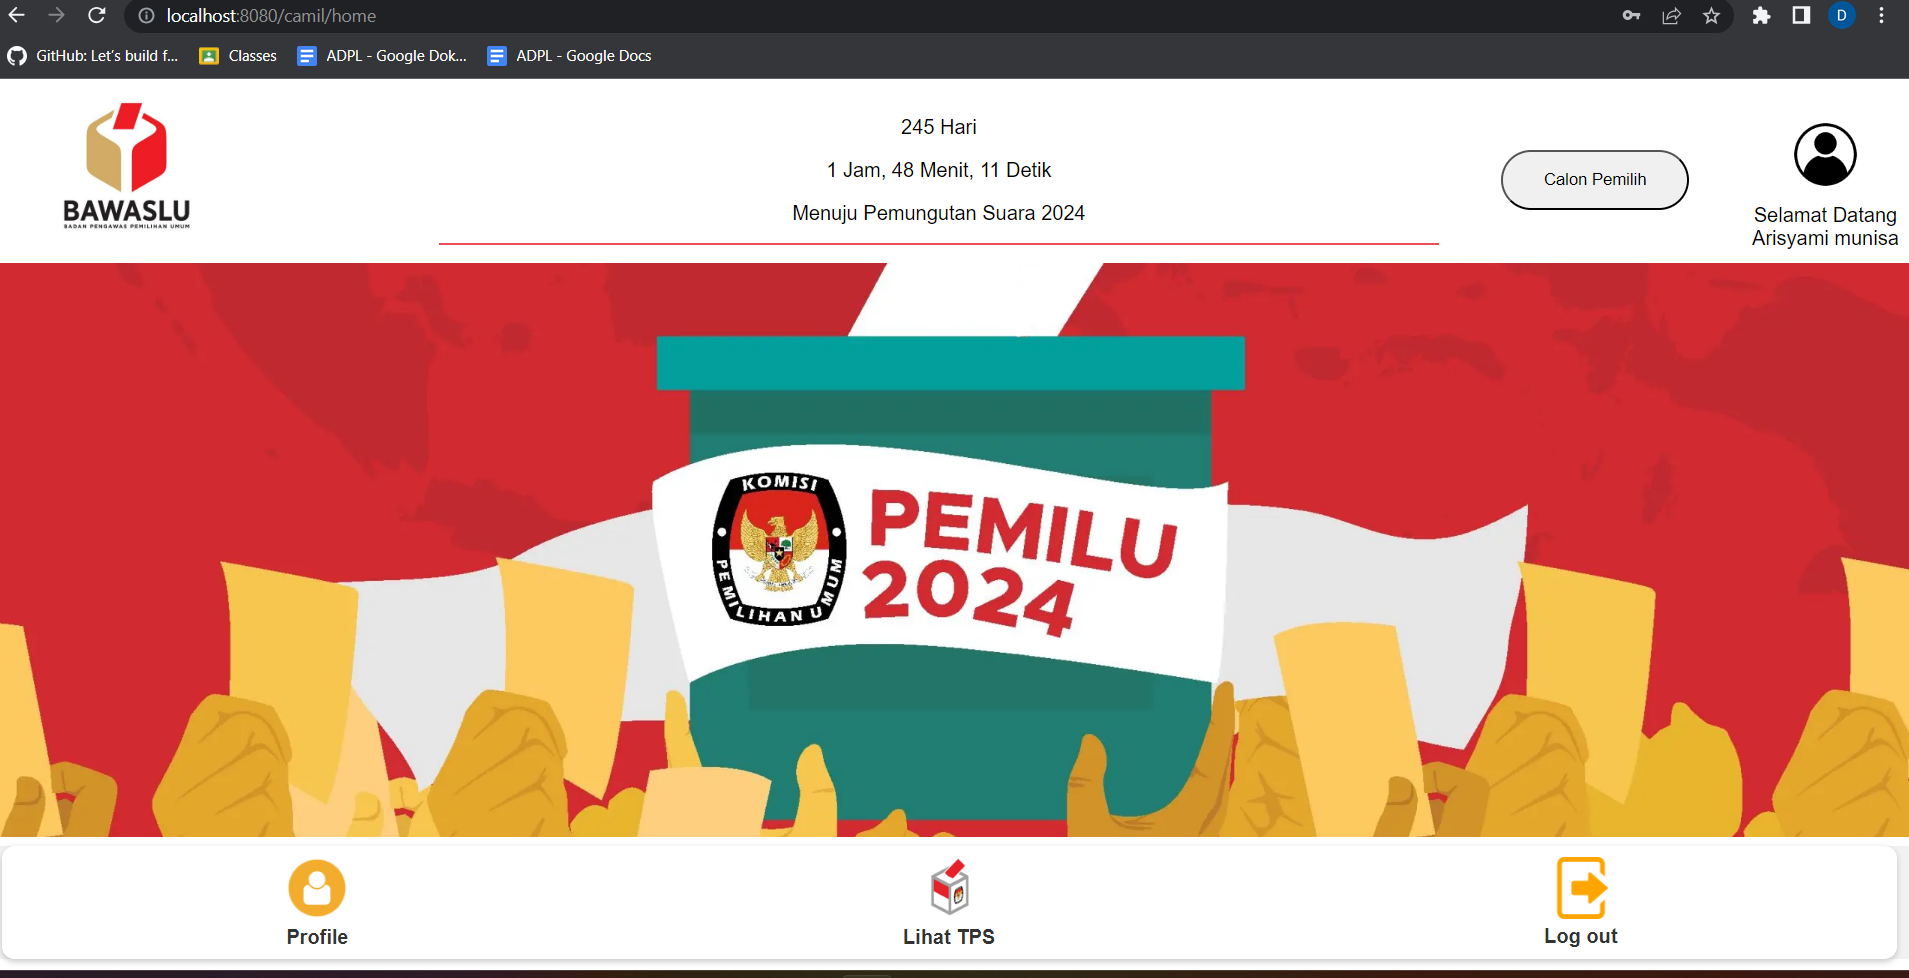 localhost:8080/camil/home
D
GitHub: Let's build f...
Classes
ADPL - Google Dok...
ADPL - Google Docs
BAWASLU
BADAN PENGAWAS PEMILIHAN UMUM
245 Hari
1 Jam, 48 Menit, 11 Detik
Menuju Pemungutan Suara 2024
Calon Pemilih
Selamat Datang
Arisyami munisa
KOMISI
PEMILIHAN UMUM
PEMILU
2024
Profile
Lihat TPS
Log out